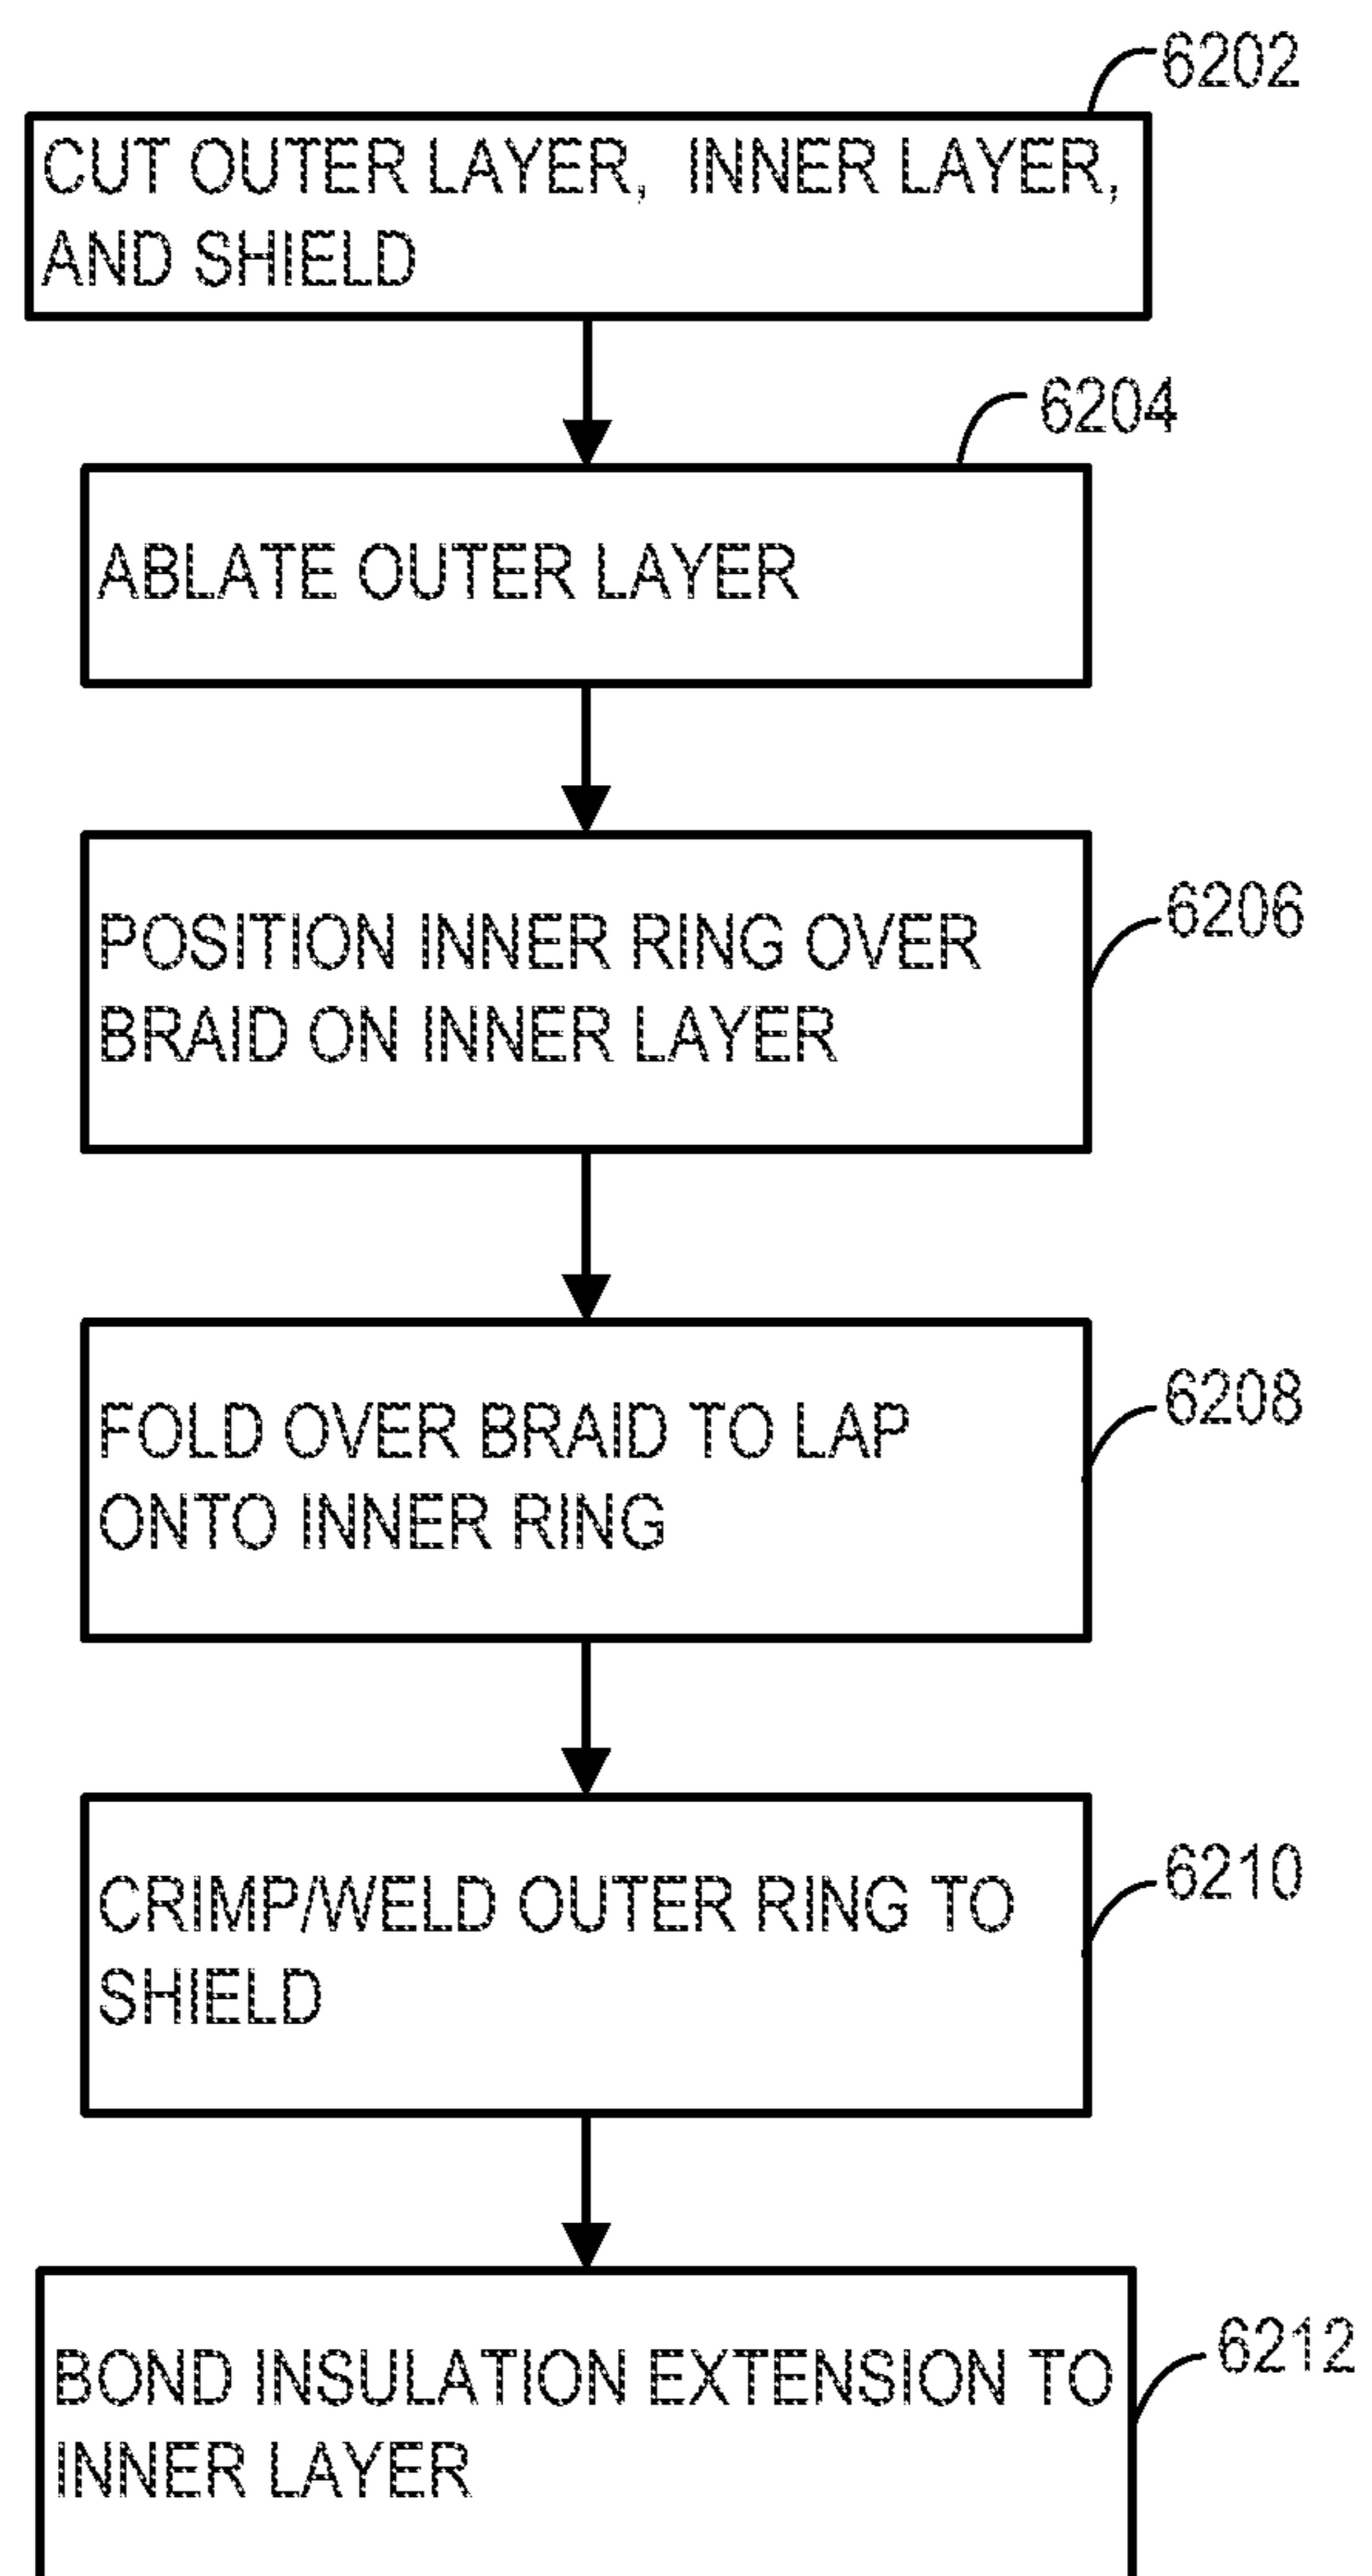 6202
CUT OUTER LAYER, INNER LAYER,
AND SHIELD
6204
ABLATE OUTER LAYER
6206
POSITION INNER RING OVER
BRAID ON INNER LAYER
6208
FOLD OVER BRAID TO LAP
ONTO INNER RING
6210
CRIMP/WELD OUTER RING TO
SHIELD
6212
BOND INSULATION EXTENSION TO
INNER LAYER